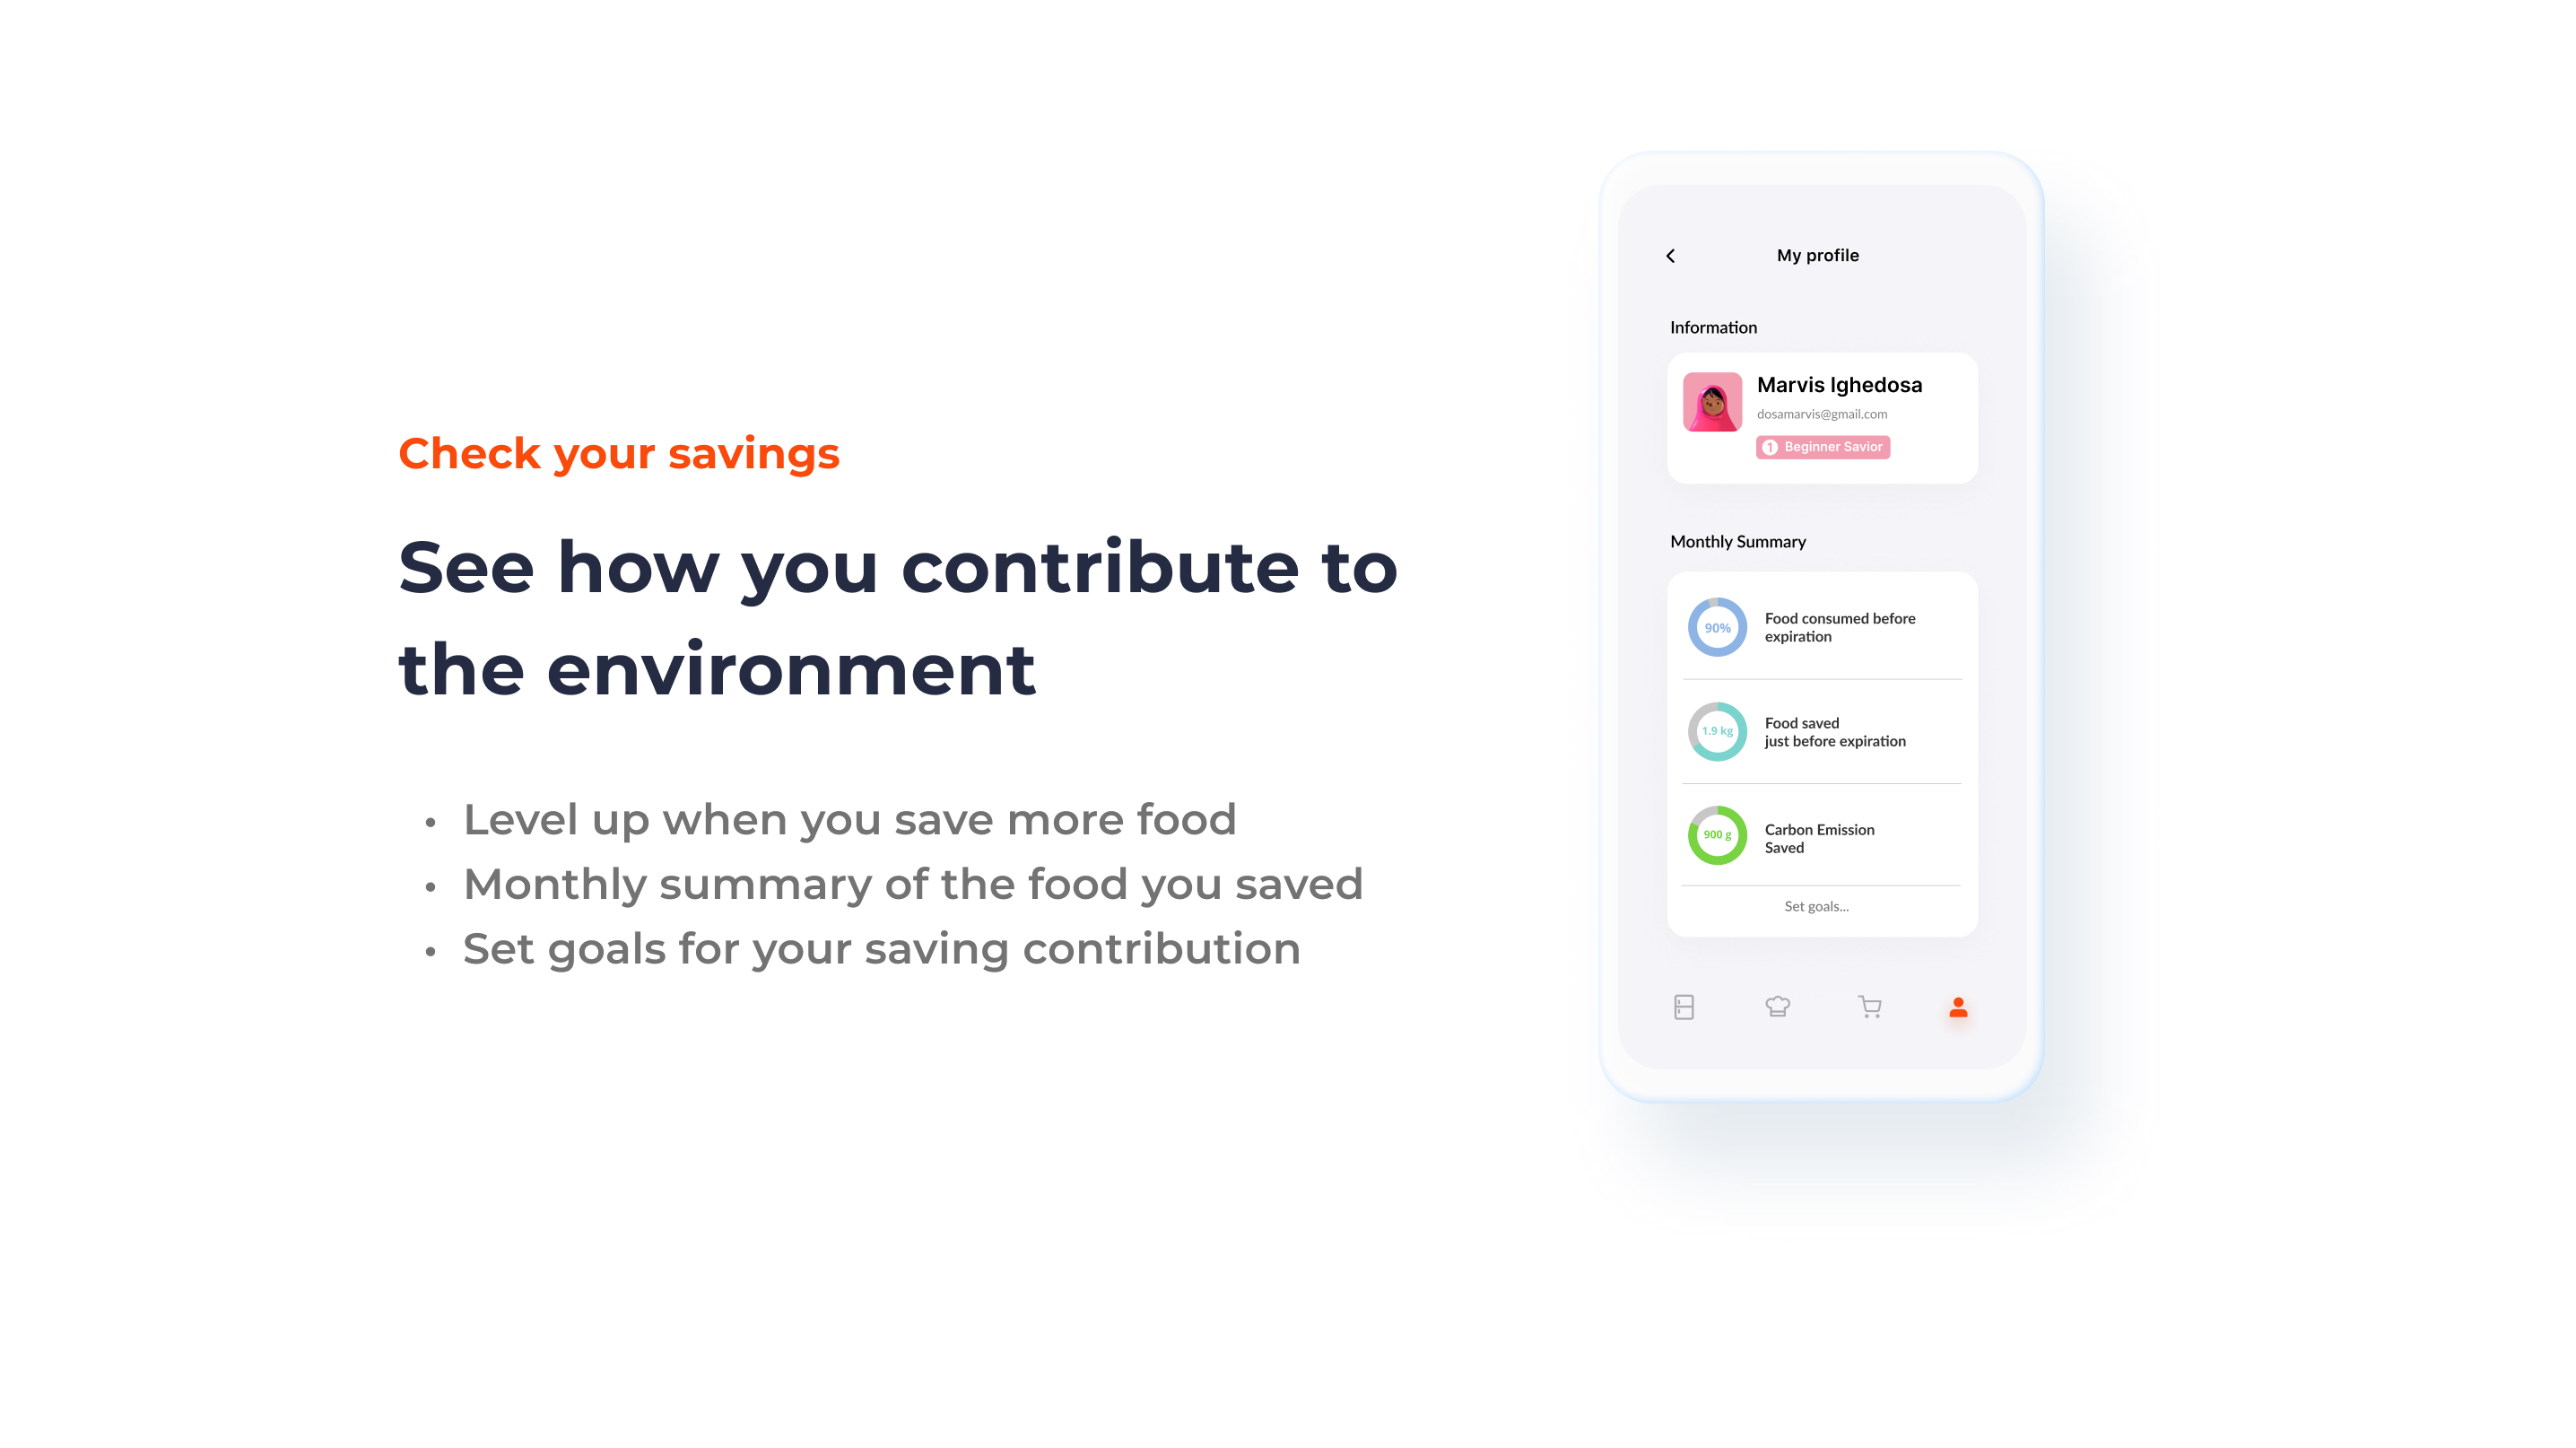 Check your savings
See how you contribute to
the environment
• Level up when you save more food
• Monthly summary of the food you saved
• Set goals for your saving contribution
My profile
Information
Marvis Ighedosa
dosamarvis@gmail.com
1 Beginner Savior
Monthly Summary
90%
Food consumed before
expiration
1.9 kg
Food saved
just before expiration
900 g
Carbon Emission
Saved
Set goals...